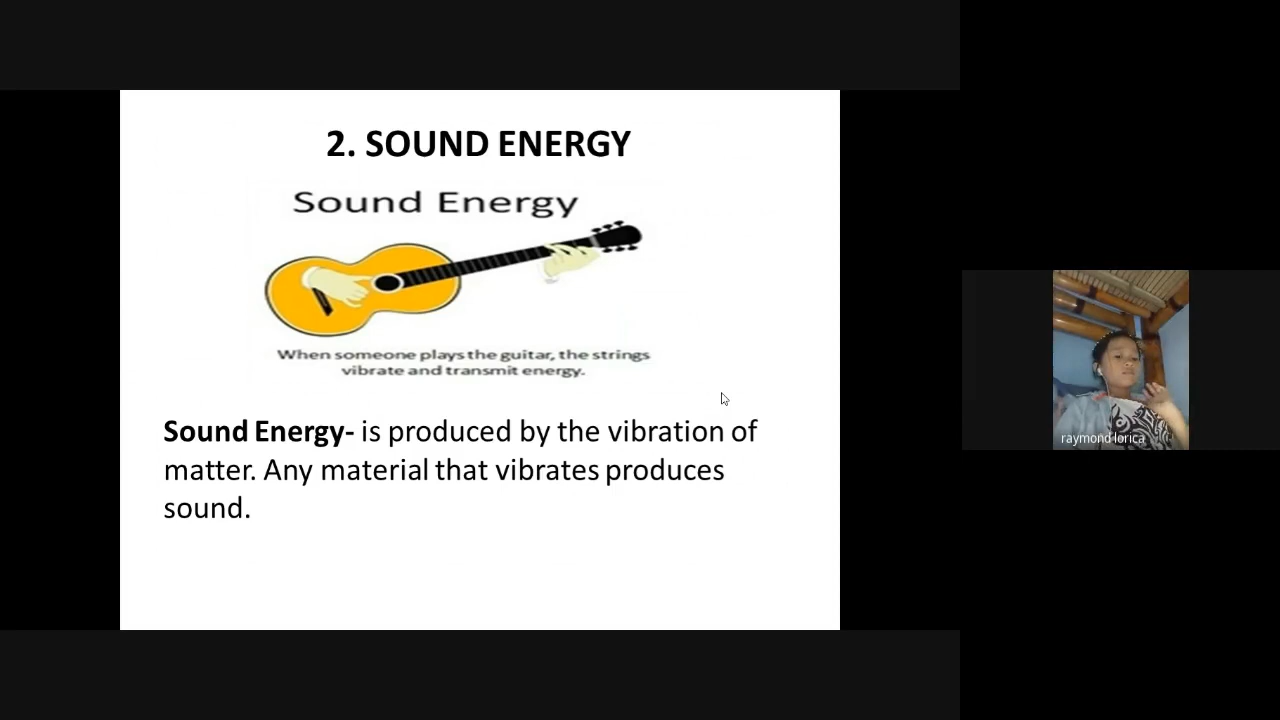 2. SOUND ENERGY
Sound Energy
When someone plays the guitar, the strings
vibrate and transmit energy.
Sound Energy- is produced by the vibration of
matter. Any material that vibrates produces
sound.
raymond lorica